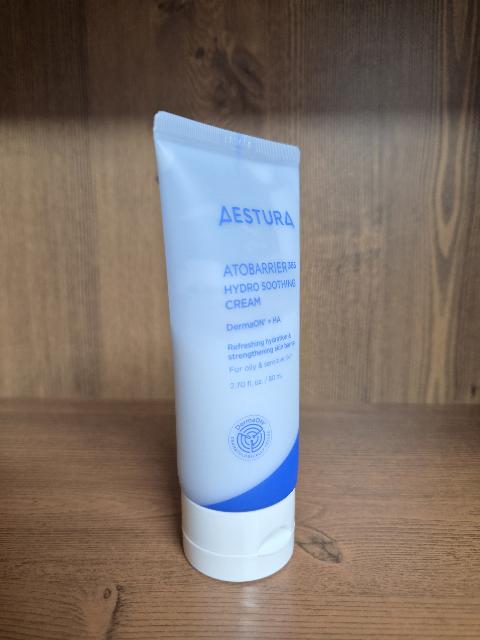 AESTURA
ATOBARRIER 365
HYDRO SOOTHING
CREAM
DermaON® + HA
Refreshing hydration &
strengthening skin barrier
For oily & sensitive
2.70 fl. oz. / 80 mL
DermaON